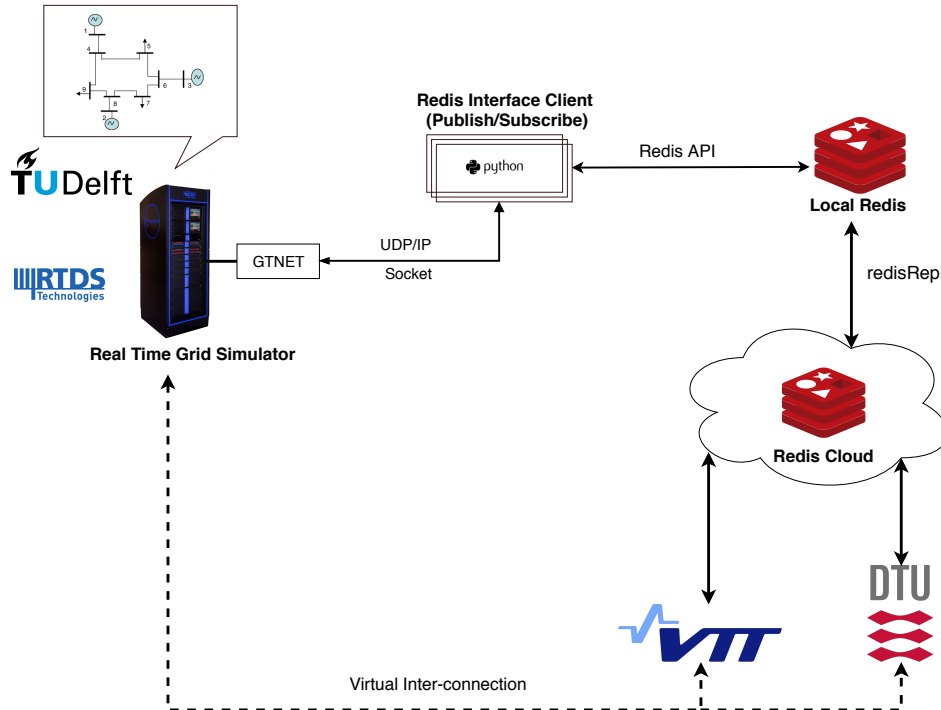 1
4
5
6
3
9
8
7
2
TUDelft
RTDS
Technologies
Real Time Grid Simulator
GTNET
UDP/IP
Socket
Redis Interface Client
(Publish/Subscribe)
python
Redis API
Local Redis
redisRep
Redis Cloud
VTT
DTU
Virtual Inter-connection